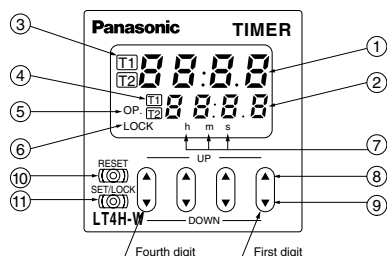 Panasonic TIMER
③ T1 88:8.8 ①
T2
④ T1 88:8.8 ②
⑤ OP. T2
⑥ LOCK h m s
⑦
UP
⑩ RESET ⑧
⑪ SET/LOCK ⑨
LT4H-W DOWN
Fourth digit First digit